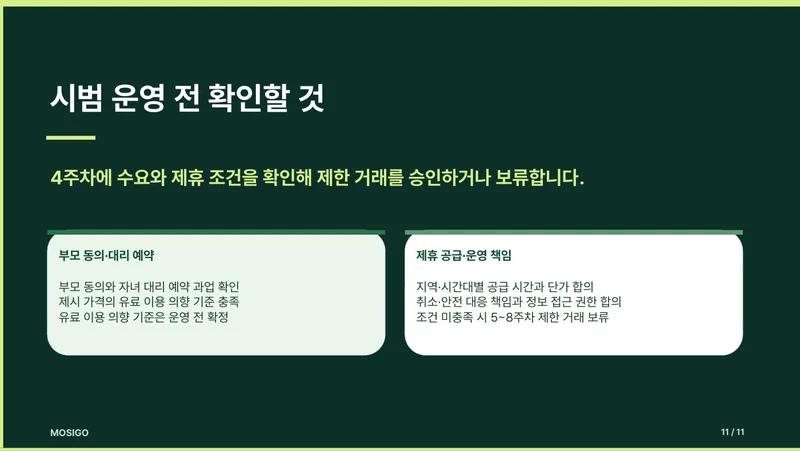 시범 운영 전 확인할 것
4주차에 수요와 제휴 조건을 확인해 제한 거래를 승인하거나 보류합니다.
부모 동의·대리 예약
부모 동의와 자녀 대리 예약 과업 확인
제시 가격의 유료 이용 의향 기준 충족
유료 이용 의향 기준은 운영 전 확정
제휴 공급·운영 책임
지역·시간대별 공급 시간과 단가 합의
취소·안전 대응 책임과 정보 접근 권한 합의
조건 미충족 시 5~8주차 제한 거래 보류
MOSIGO
11 / 11